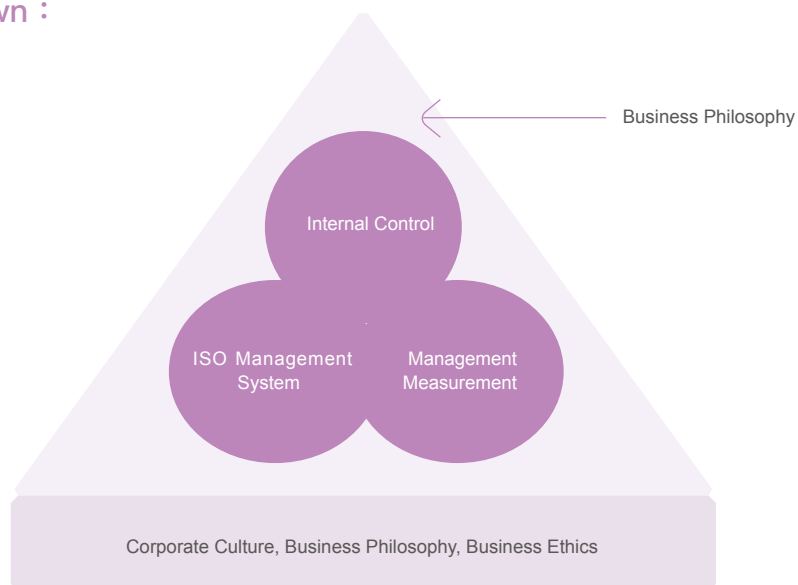 wn：
Business Philosophy
Internal Control
ISO Management
System
Management
Measurement
Corporate Culture, Business Philosophy, Business Ethics